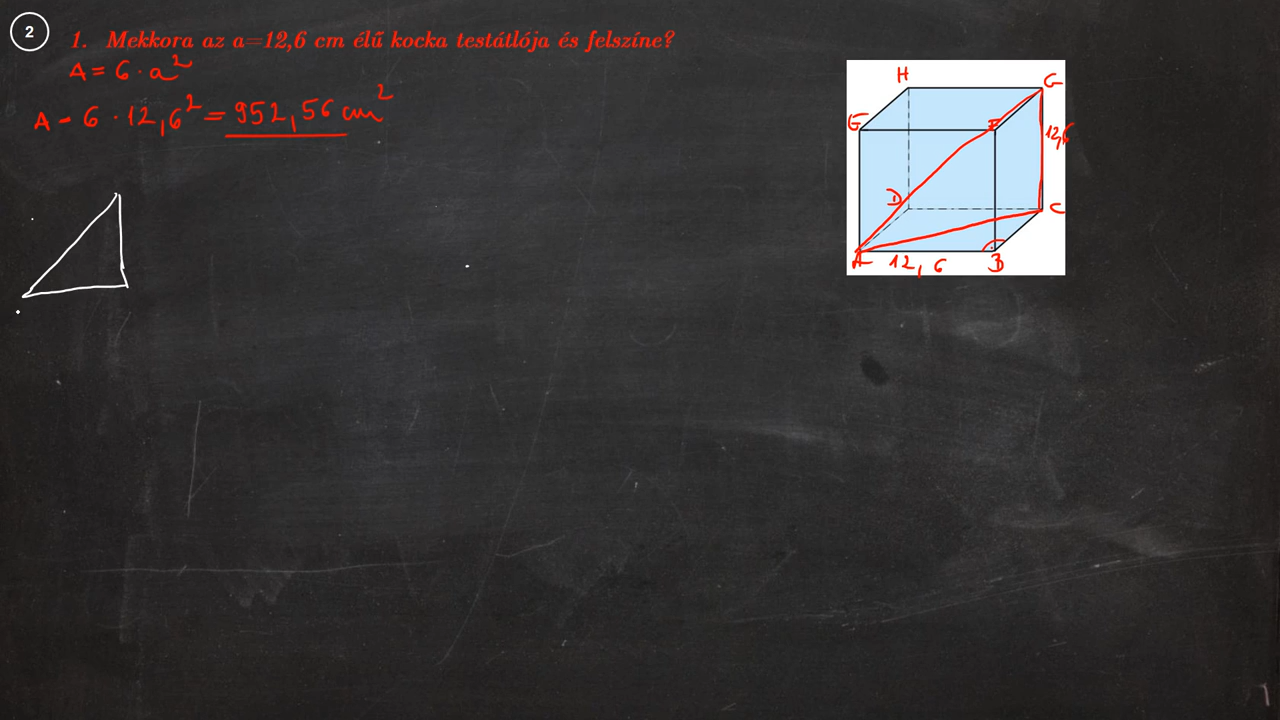 2
1. Mekkora az a=12,6 cm élű kocka testátlója és felszíne?
A = 6 · a²
A = 6 · 12,6² = 952,56 cm²
H G
E F
12,6
D C
A 12,6 B